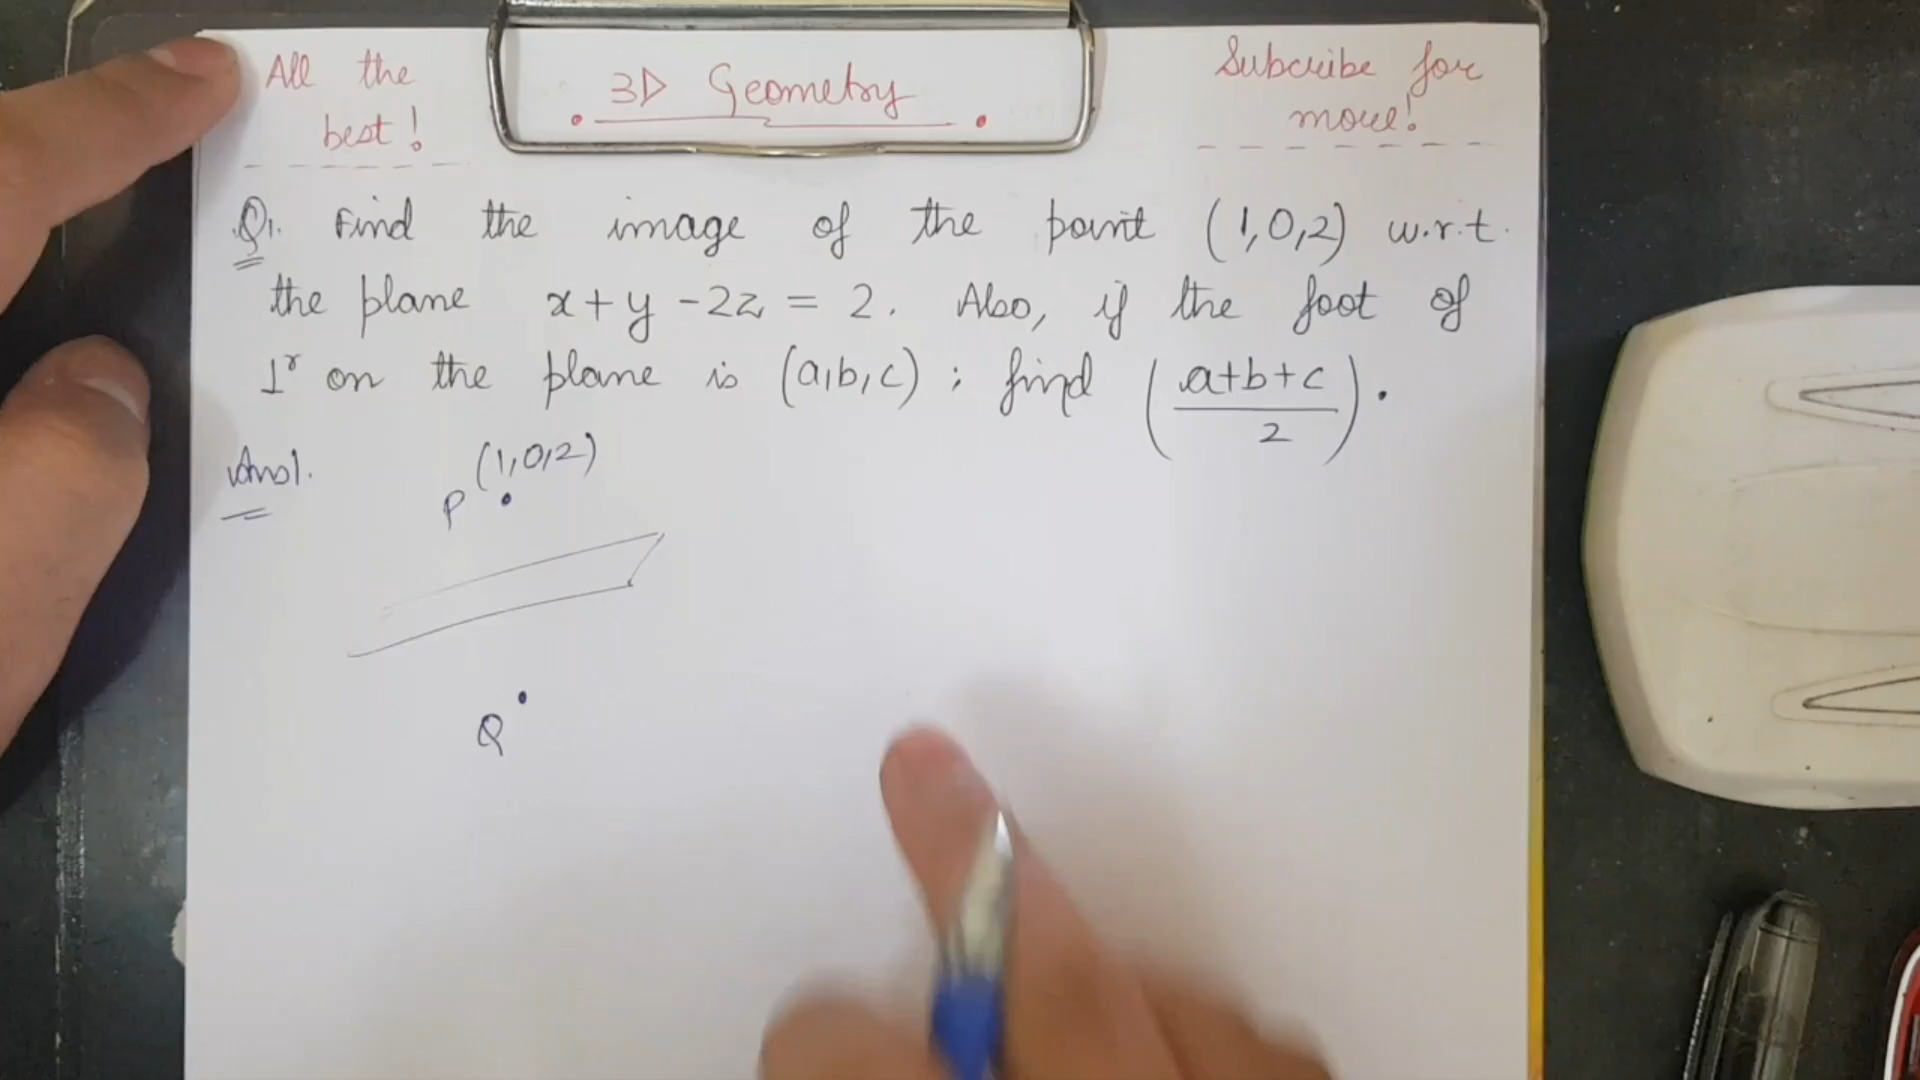 All the
best!
3D Geometry
Subscribe for
more!
Q1. Find the image of the point (1,0,2) w.r.t.
the plane x+y-2z = 2. Also, if the foot of
⊥r on the plane is (a,b,c) ; find (a+b+c/2).
Ans1.
(1,0,2)
P
Q